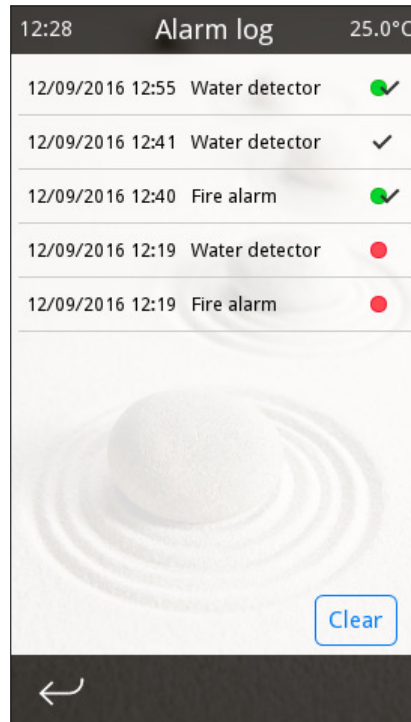 12:28 Alarm log 25.0°C
12/09/2016 12:55 Water detector
12/09/2016 12:41 Water detector
12/09/2016 12:40 Fire alarm
12/09/2016 12:19 Water detector
12/09/2016 12:19 Fire alarm
Clear